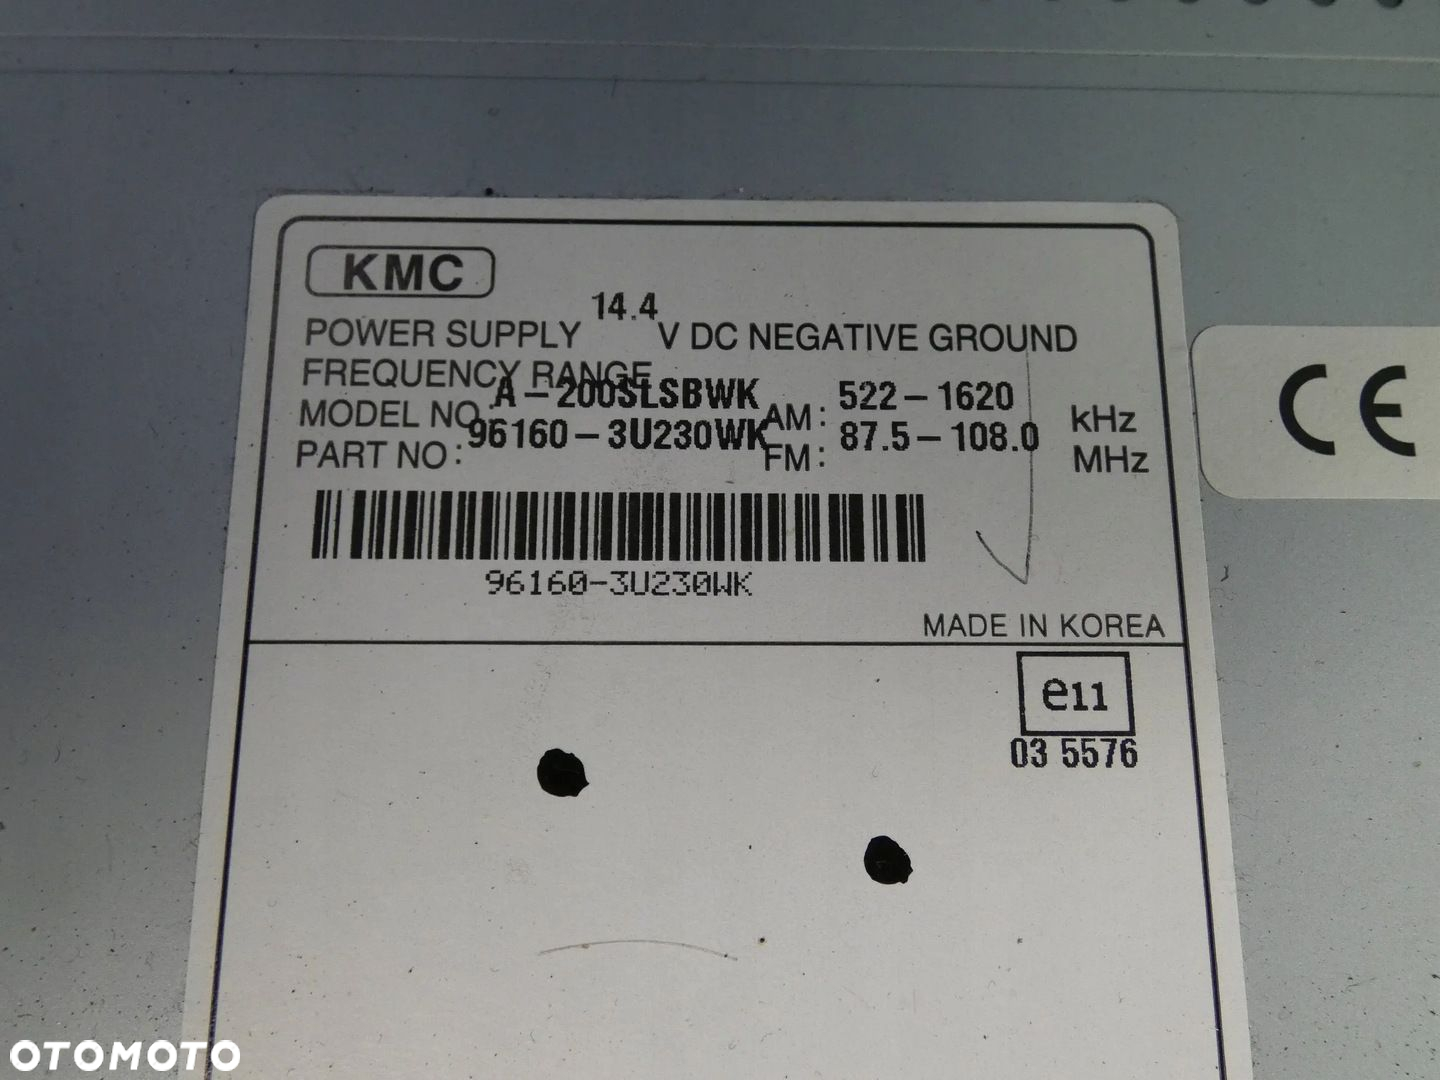 KMC
POWER SUPPLY 14.4 V DC NEGATIVE GROUND
FREQUENCY RANGE
MODEL NO: A-200SLSBWK AM: 522-1620 kHz
PART NO: 96160-3U230WK FM: 87.5-108.0 MHz
96160-3U230WK
MADE IN KOREA
CE
e11
03 5576
OTOMOTO